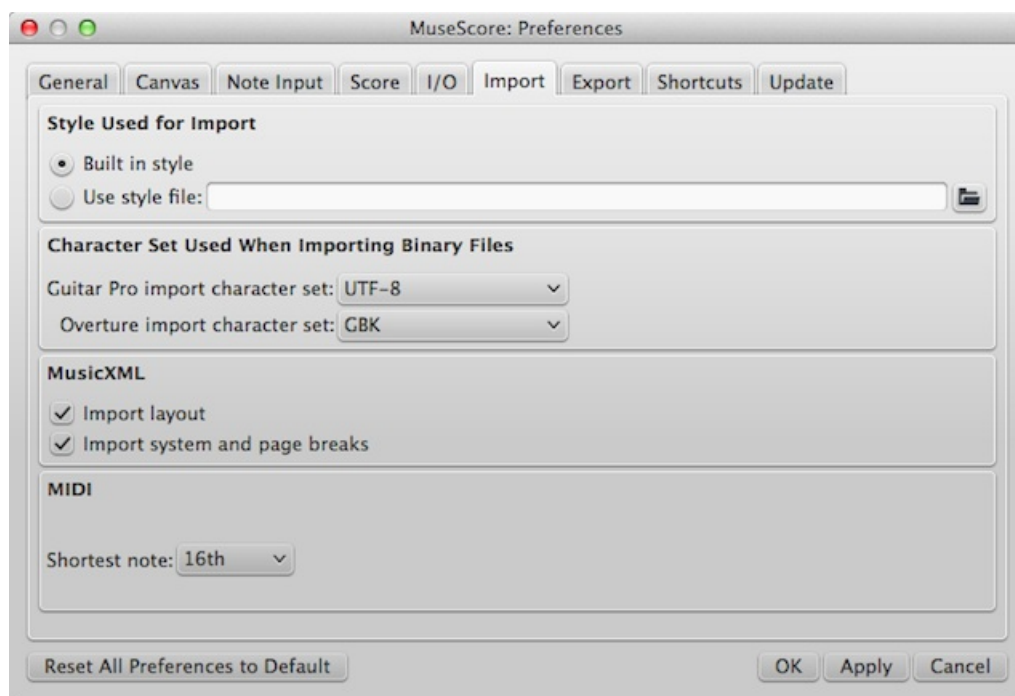 MuseScore: Preferences
General Canvas Note Input Score I/O Import Export Shortcuts Update
Style Used for Import
Built in style
Use style file:
Character Set Used When Importing Binary Files
Guitar Pro import character set: UTF-8
Overture import character set: GBK
MusicXML
Import layout
Import system and page breaks
MIDI
Shortest note: 16th
Reset All Preferences to Default OK Apply Cancel